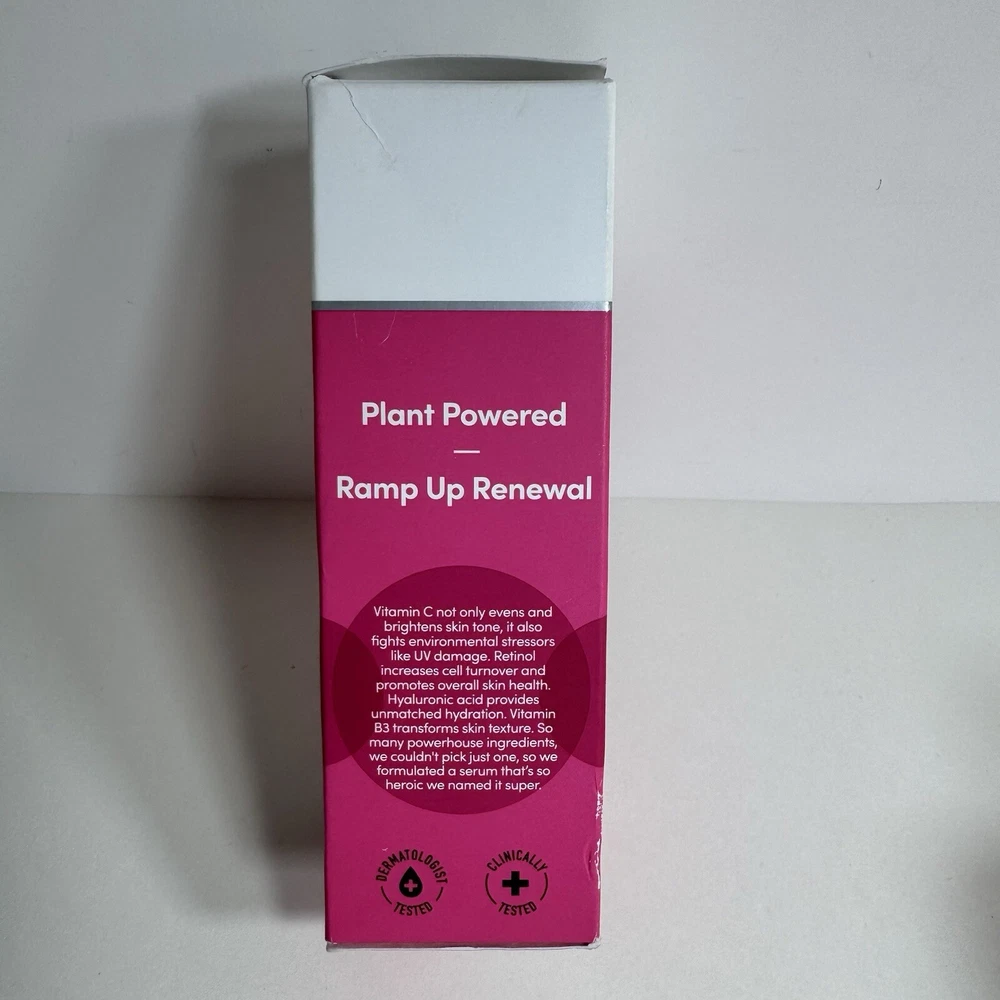 Plant Powered
Ramp Up Renewal
Vitamin C not only evens and
brightens skin tone, it also
fights environmental stressors
like UV damage. Retinol
increases cell turnover and
promotes overall skin health.
Hyaluronic acid provides
unmatched hydration. Vitamin
B3 transforms skin texture. So
many powerhouse ingredients,
we couldn't pick just one, so we
formulated a serum that's so
heroic we named it super.
DERMATOLOGIST
TESTED
CLINICALLY
TESTED